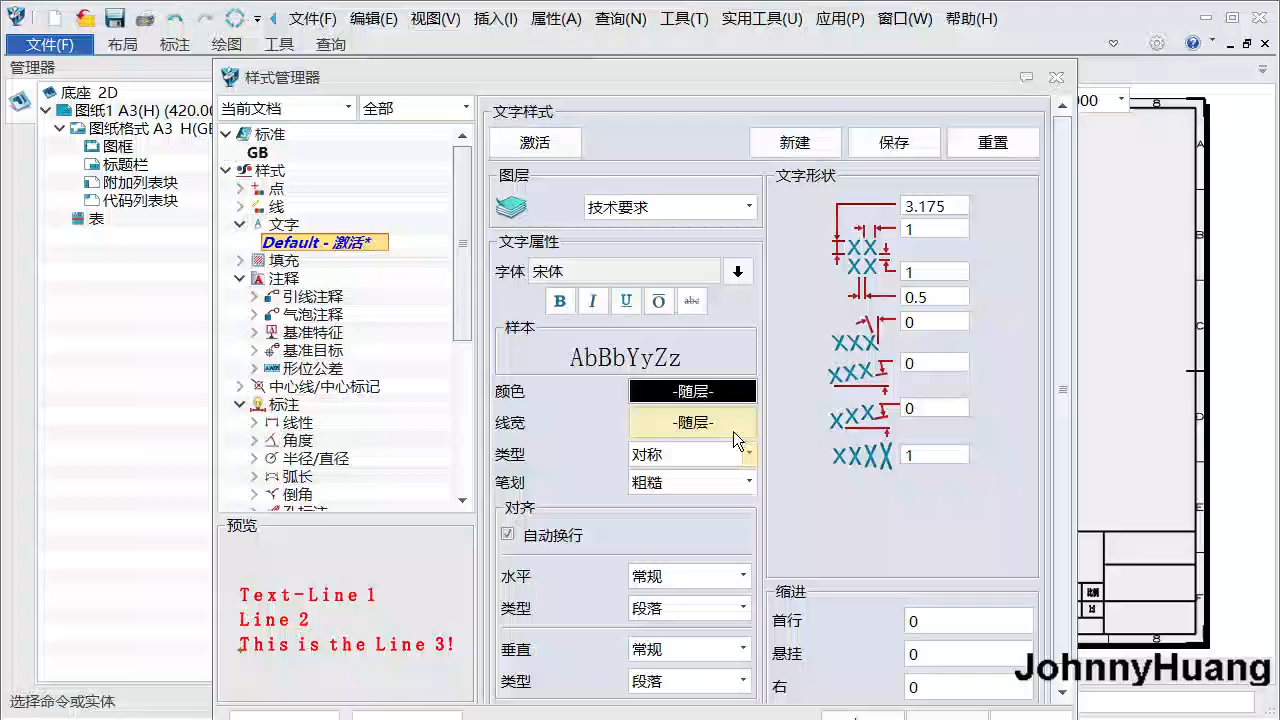 文件(F) 编辑(E) 视图(V) 插入(I) 属性(A) 查询(N) 工具(T) 实用工具(U) 应用(P) 窗口(W) 帮助(H)
文件(F) 布局 标注 绘图 工具 查询
管理器
底座_2D
图纸1 A3(H) (420.00
图纸格式 A3_H(GB
图框
标题栏
附加列表块
代码列表块
表
样式管理器
当前文档 全部
标准
GB
样式
点
线
文字
Default - 激活*
填充
注释
引线注释
气泡注释
基准特征
基准目标
形位公差
中心线/中心标记
标注
线性
角度
半径/直径
弧长
倒角
孔标注
预览
Text-Line 1
Line 2
This is the Line 3!
文字样式
激活 新建 保存 重置
图层
技术要求
文字属性
字体 宋体
B I U O abc
样本
AbBbYyZz
颜色 -随层-
线宽 -随层-
类型 对称
笔划 粗糙
对齐
自动换行
水平 常规
类型 段落
垂直 常规
类型 段落
文字形状
3.175
1
1
0.5
0
0
0
1
缩进
首行 0
悬挂 0
右 0
000
8
A
B
C
8
选择命令或实体
JohnnyHuang